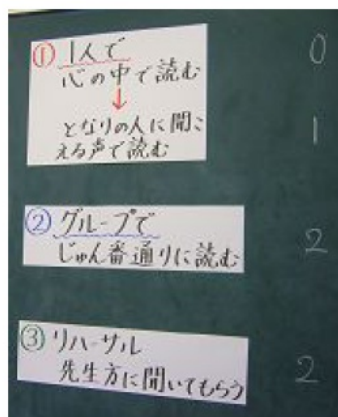 ① 1人で 0
心の中で読む
↓
となりの人に聞こ 1
える声で読む
② グループで
じゅん番通りに読む 2
③ リハーサル
先生方に聞いてもらう 2